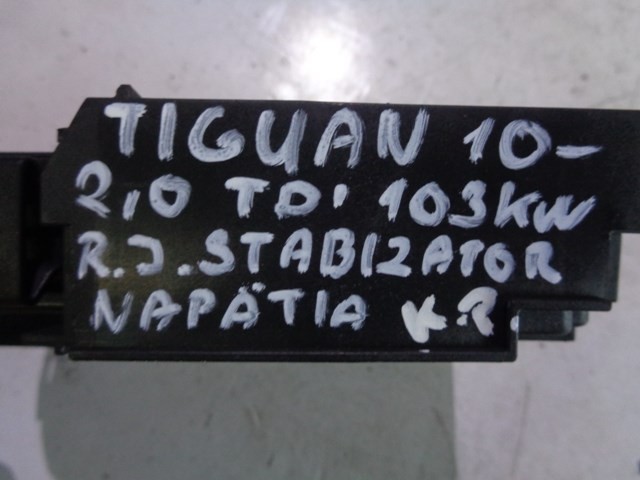 TIGUAN 10-
2,0 TDI 103KW
R.J.STABIZATOR
NAPÄTIA K.R.